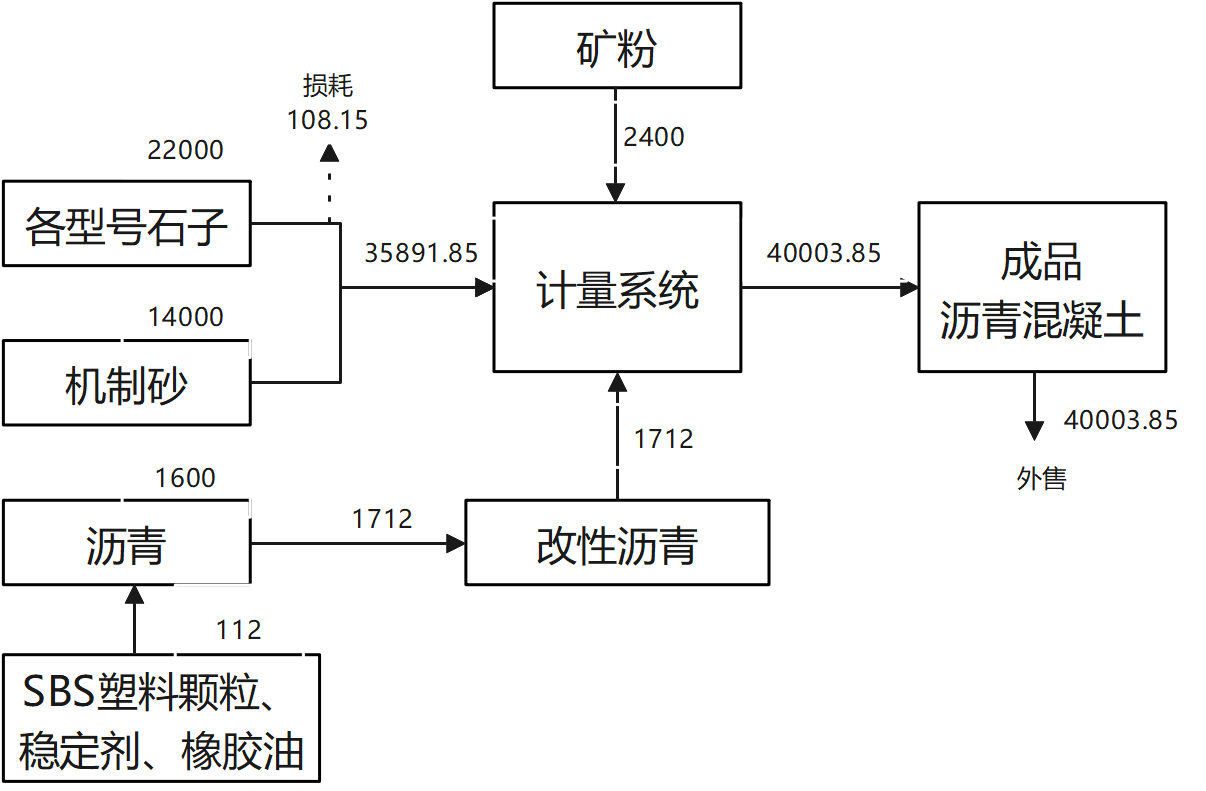 矿粉
损耗
108.15
2400
22000
各型号石子
35891.85
计量系统
40003.85
成品
沥青混凝土
14000
机制砂
1712
40003.85
外售
1600
沥青
1712
改性沥青
112
SBS塑料颗粒、
稳定剂、橡胶油